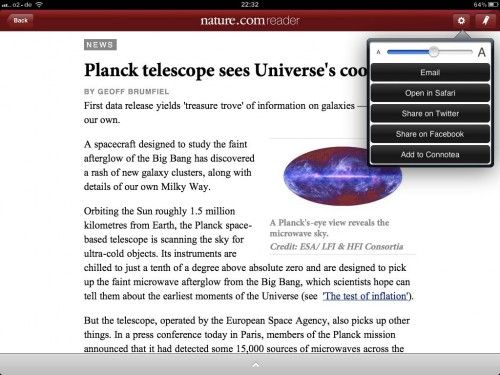 o2 - de 22:32 64%
Back nature.com reader
NEWS
Planck telescope sees Universe's coo
BY GEOFF BRUMFIEL
First data release yields 'treasure trove' of information on galaxies —
our own.
A spacecraft designed to study the faint
afterglow of the Big Bang has discovered
a rash of new galaxy clusters, along with
details of our own Milky Way.
Orbiting the Sun roughly 1.5 million
kilometres from Earth, the Planck space-
based telescope is scanning the sky for
ultra-cold objects. Its instruments are
chilled to just a tenth of a degree above absolute zero and are designed to pick
up the faint microwave afterglow from the Big Bang, which scientists hope can
tell them about the earliest moments of the Universe (see 'The test of inflation').
But the telescope, operated by the European Space Agency, also picks up other
things. In a press conference today in Paris, members of the Planck mission
announced that it had detected some 15,000 sources of microwaves across the
A Planck's-eye view reveals the
microwave sky.
Credit: ESA/ LFI & HFI Consortia
A A
Email
Open in Safari
Share on Twitter
Share on Facebook
Add to Connotea